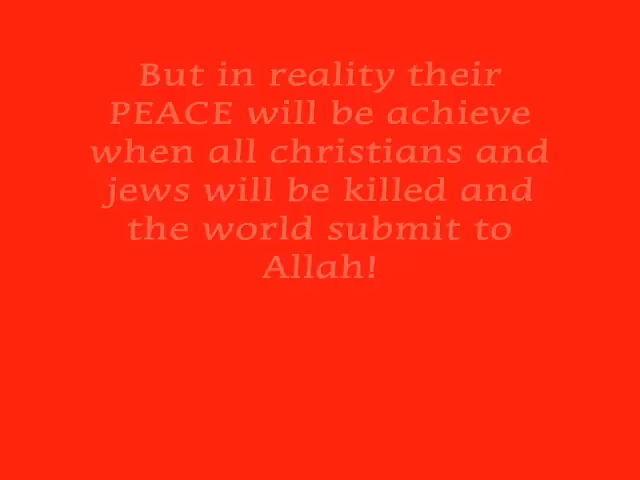 But in reality their
PEACE will be achieve
when all christians and
jews will be killed and
the world submit to
Allah!